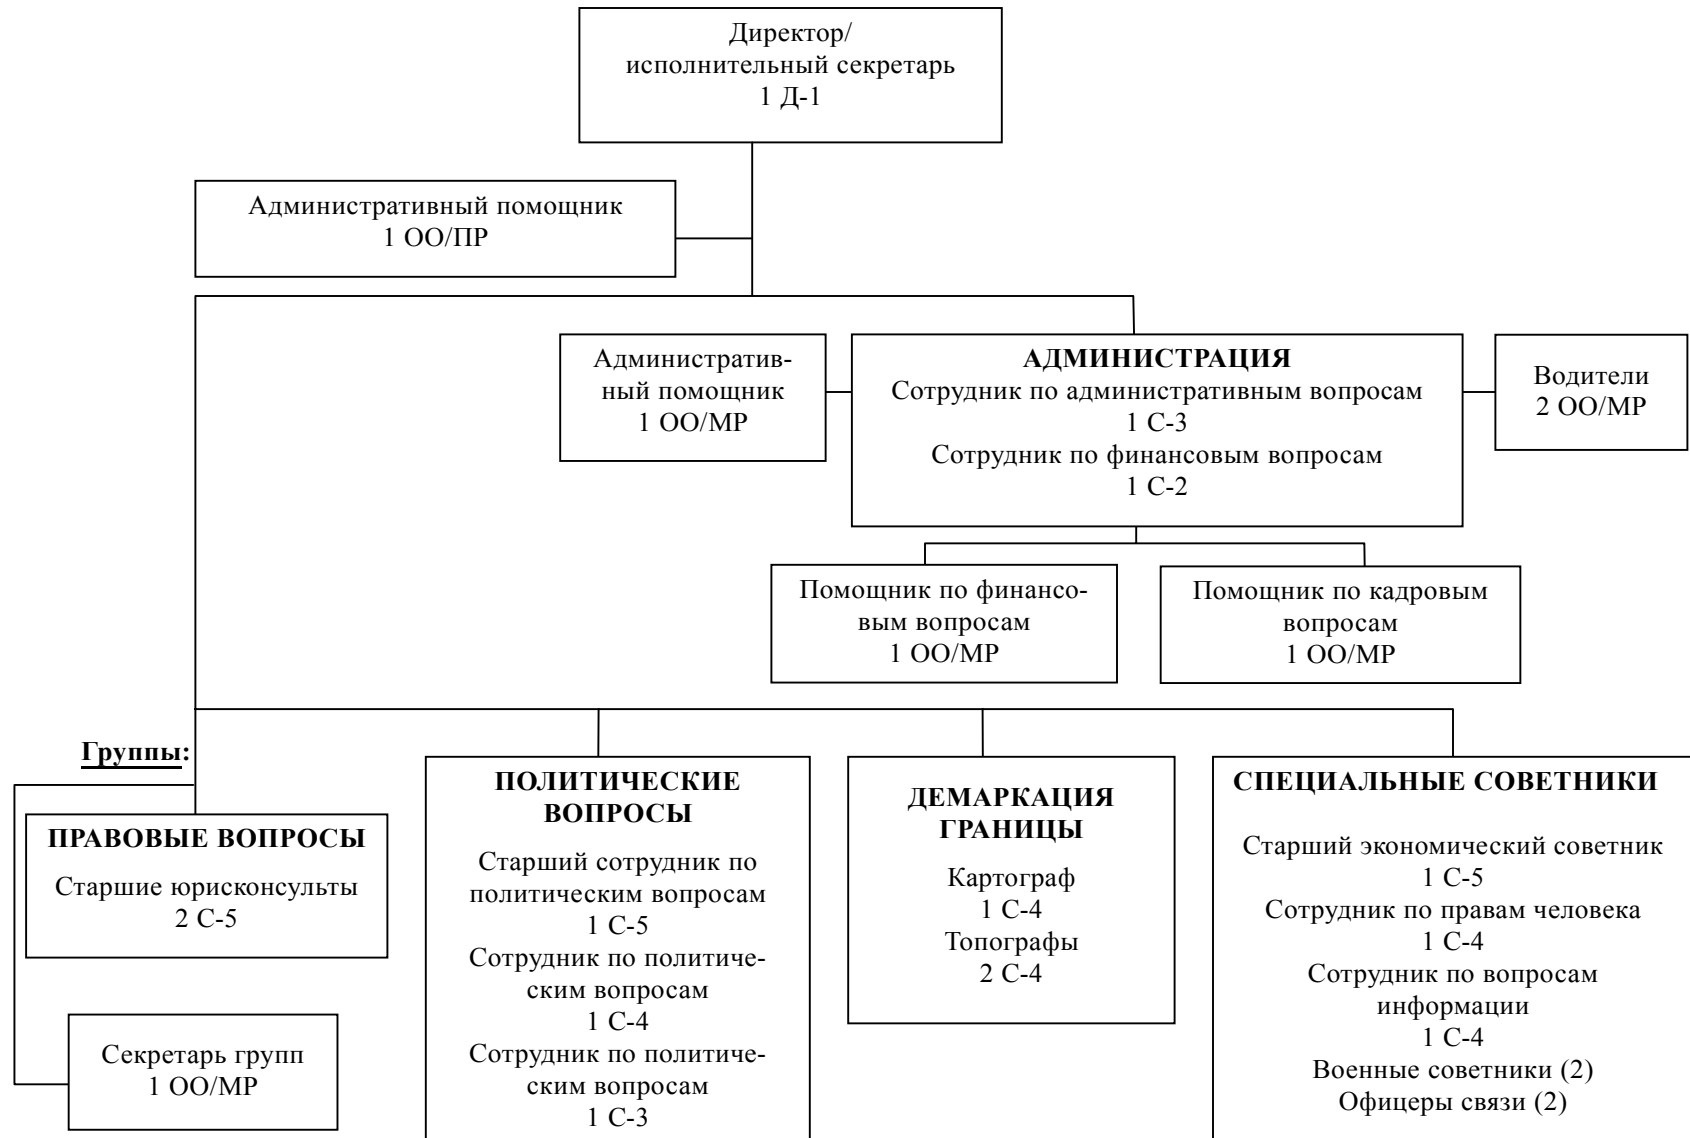 Директор/
исполнительный секретарь
1 Д-1
Административный помощник
1 ОО/ПР
Административ-
ный помощник
1 ОО/МР
АДМИНИСТРАЦИЯ
Сотрудник по административным вопросам
1 С-3
Сотрудник по финансовым вопросам
1 С-2
Водители
2 ОО/МР
Помощник по финансо-
вым вопросам
1 ОО/МР
Помощник по кадровым
вопросам
1 ОО/МР
Группы:
ПРАВОВЫЕ ВОПРОСЫ
Старшие юрисконсульты
2 С-5
Секретарь групп
1 ОО/МР
ПОЛИТИЧЕСКИЕ
ВОПРОСЫ
Старший сотрудник по
политическим вопросам
1 С-5
Сотрудник по политиче-
ским вопросам
1 С-4
Сотрудник по политиче-
ским вопросам
1 С-3
ДЕМАРКАЦИЯ
ГРАНИЦЫ
Картограф
1 С-4
Топографы
2 С-4
СПЕЦИАЛЬНЫЕ СОВЕТНИКИ
Старший экономический советник
1 С-5
Сотрудник по правам человека
1 С-4
Сотрудник по вопросам
информации
1 С-4
Военные советники (2)
Офицеры связи (2)